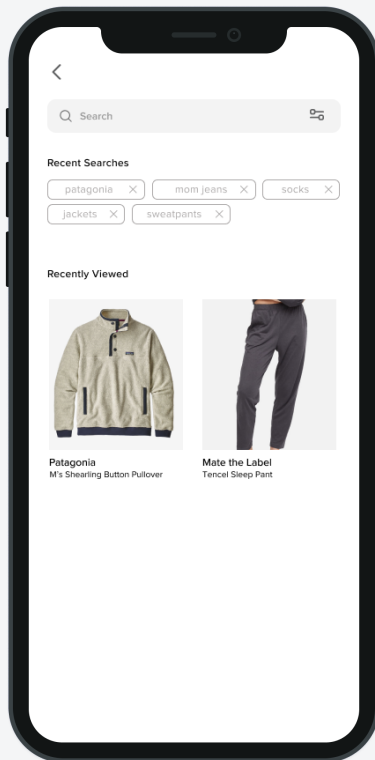 Search
Recent Searches
patagonia mom jeans socks
jackets sweatpants
Recently Viewed
Patagonia
M's Shearling Button Pullover
Mate the Label
Tencel Sleep Pant